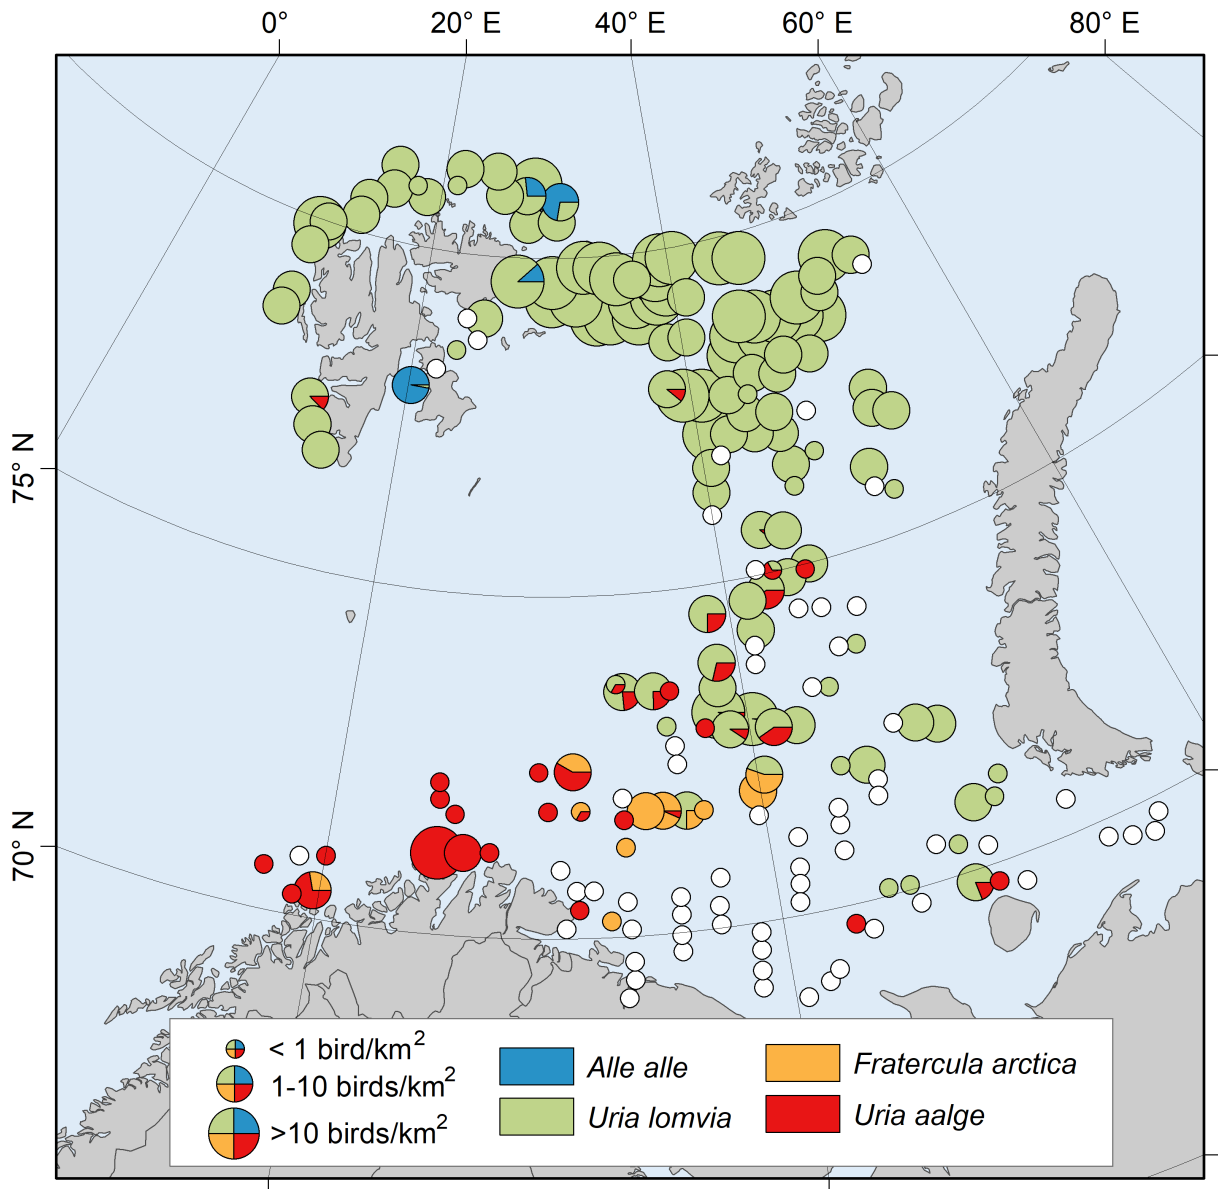 0° 20° E 40° E 60° E 80° E
75° N
70° N
< 1 bird/km²
1-10 birds/km²
>10 birds/km²
Alle alle
Uria lomvia
Fratercula arctica
Uria aalge